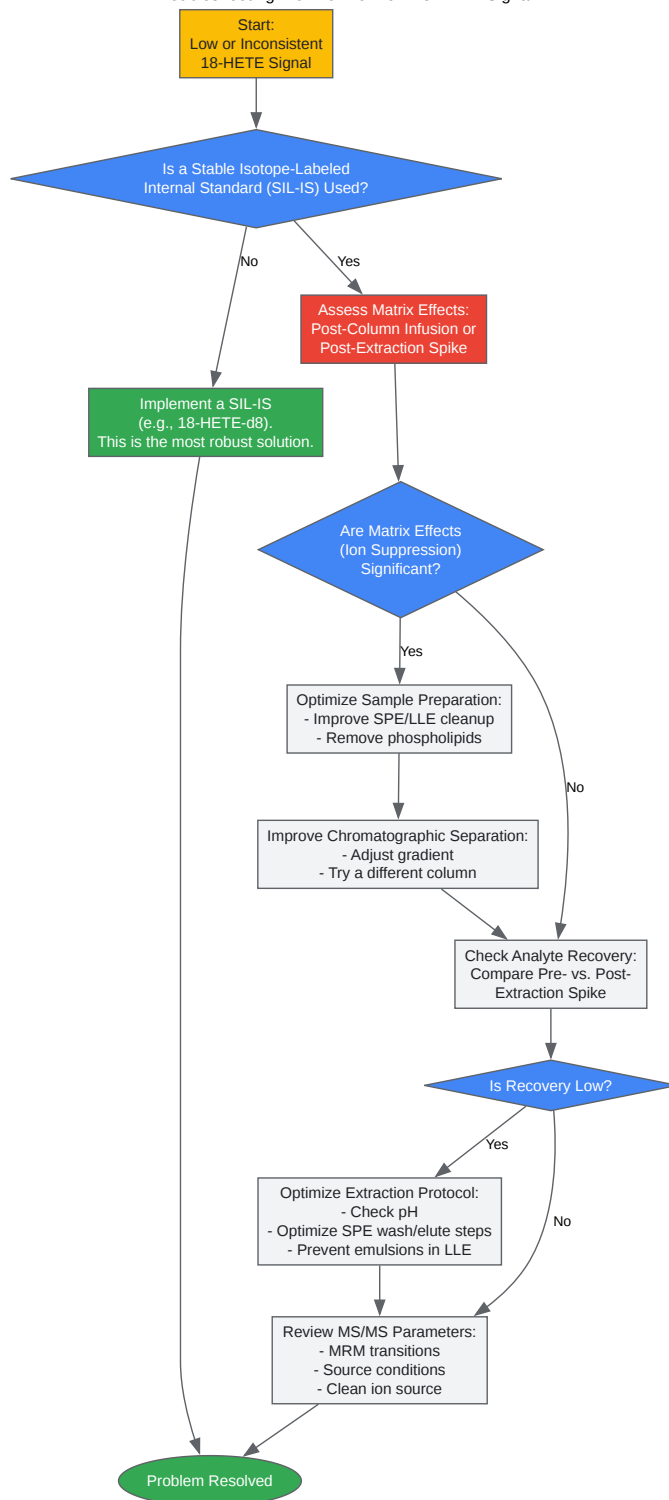 Start:
Low or Inconsistent
18-HETE Signal
Is a Stable Isotope-Labeled
Internal Standard (SIL-IS) Used?
No
Yes
Assess Matrix Effects:
Post-Column Infusion or
Post-Extraction Spike
Implement a SIL-IS
(e.g., 18-HETE-d8).
This is the most robust solution.
Are Matrix Effects
(Ion Suppression)
Significant?
Yes
Optimize Sample Preparation:
- Improve SPE/LLE cleanup
- Remove phospholipids
No
Improve Chromatographic Separation:
- Adjust gradient
- Try a different column
Check Analyte Recovery:
Compare Pre- vs. Post-
Extraction Spike
Is Recovery Low?
Yes
Optimize Extraction Protocol:
- Check pH
- Optimize SPE wash/elute steps
- Prevent emulsions in LLE
No
Review MS/MS Parameters:
- MRM transitions
- Source conditions
- Clean ion source
Problem Resolved